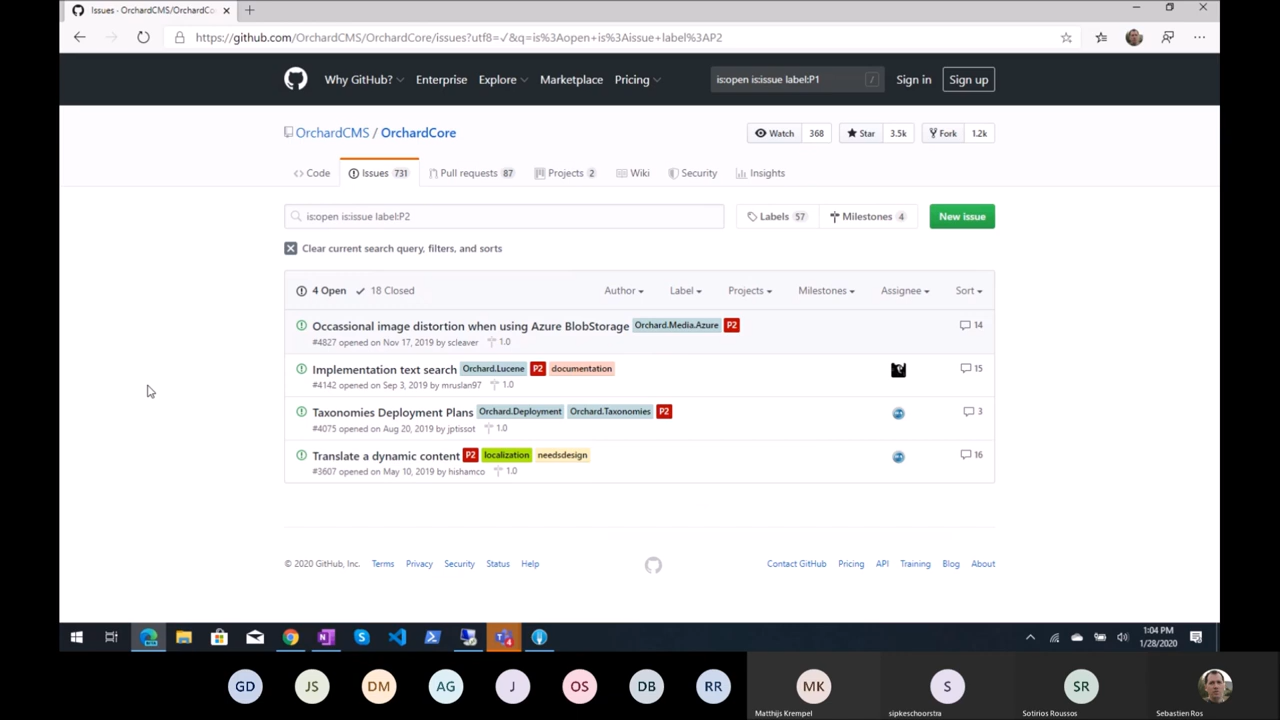 Issues - OrchardCMS/OrchardCo
https://github.com/OrchardCMS/OrchardCore/issues?utf8=✓&q=is%3Aopen+is%3Aissue+label%3AP2
Why GitHub? Enterprise Explore Marketplace Pricing is:open is:issue label:P1 / Sign in Sign up
OrchardCMS / OrchardCore Watch 368 Star 3.5k Fork 1.2k
Code Issues 731 Pull requests 87 Projects 2 Wiki Security Insights
is:open is:issue label:P2 Labels 57 Milestones 4 New issue
Clear current search query, filters, and sorts
4 Open 18 Closed Author Label Projects Milestones Assignee Sort
Occassional image distortion when using Azure BlobStorage Orchard.Media.Azure P2 14
#4827 opened on Nov 17, 2019 by scleaver 1.0
Implementation text search Orchard.Lucene P2 documentation 15
#4142 opened on Sep 3, 2019 by mruslan97 1.0
Taxonomies Deployment Plans Orchard.Deployment Orchard.Taxonomies P2 3
#4075 opened on Aug 20, 2019 by jptissot 1.0
Translate a dynamic content P2 localization needsdesign 16
#3607 opened on May 10, 2019 by hishamco 1.0
© 2020 GitHub, Inc. Terms Privacy Security Status Help Contact GitHub Pricing API Training Blog About
1:04 PM
1/28/2020
GD JS DM AG J OS DB RR MK S SR
Matthijs Krempel sipkeschoorstra Sotirios Roussos Sebastien Ros